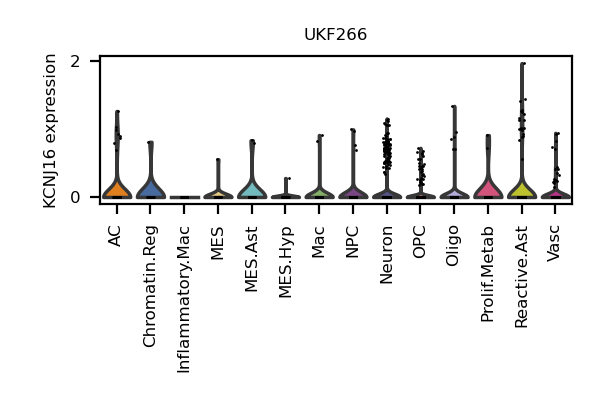 UKF266
KCNJ16 expression
2
0
AC
Chromatin.Reg
Inflammatory.Mac
MES
MES.Ast
MES.Hyp
Mac
NPC
Neuron
OPC
Oligo
Prolif.Metab
Reactive.Ast
Vasc